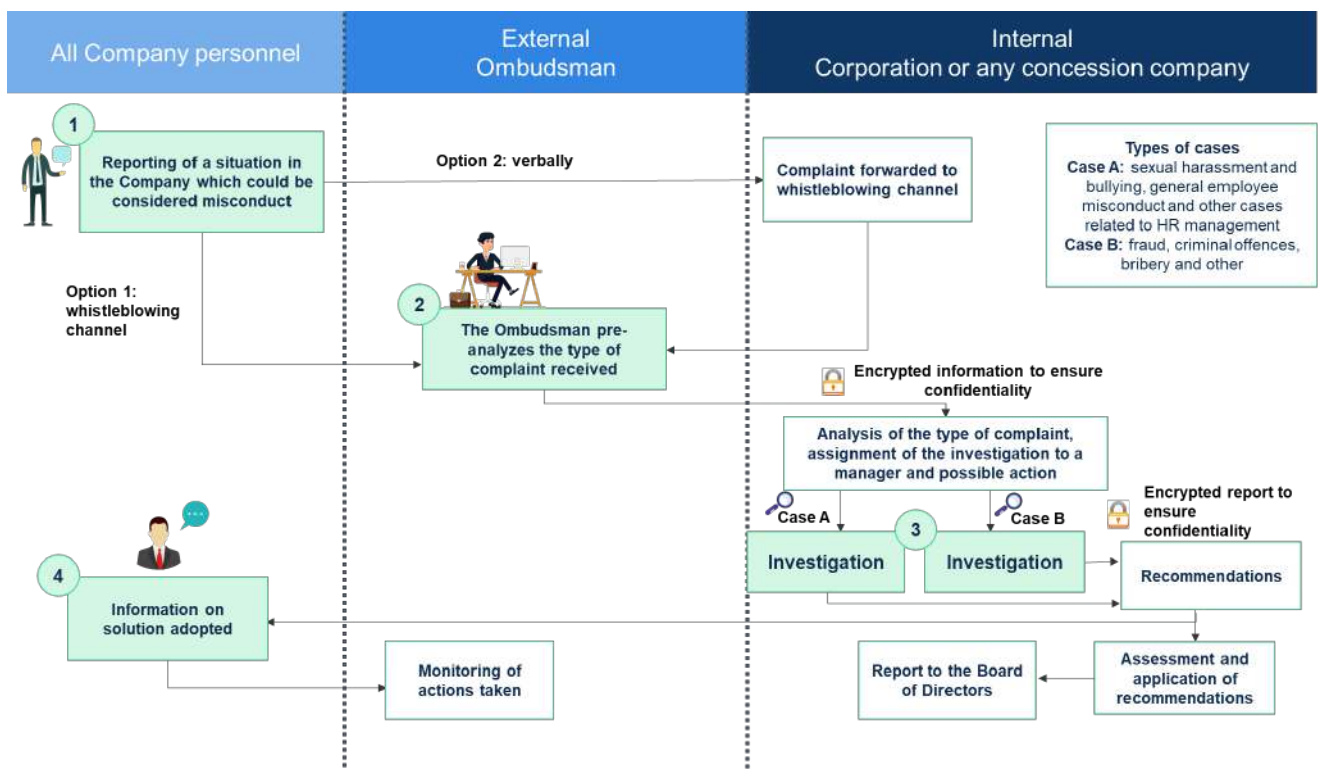 All Company personnel
External
Ombudsman
Internal
Corporation or any concession company
1
Reporting of a situation in
the Company which could be
considered misconduct
Option 2: verbally
Complaint forwarded to
whistleblowing channel
Types of cases
Case A: sexual harassment and
bullying, general employee
misconduct and other cases
related to HR management
Case B: fraud, criminal offences,
bribery and other
Option 1:
whistleblowing
channel
2
The Ombudsman pre-
analyzes the type of
complaint received
Encrypted information to ensure
confidentiality
Analysis of the type of complaint,
assignment of the investigation to a
manager and possible action
Case A
Case B
Encrypted report to
ensure
confidentiality
3
Investigation
Investigation
Recommendations
4
Information on
solution adopted
Monitoring of
actions taken
Report to the Board
of Directors
Assessment and
application of
recommendations